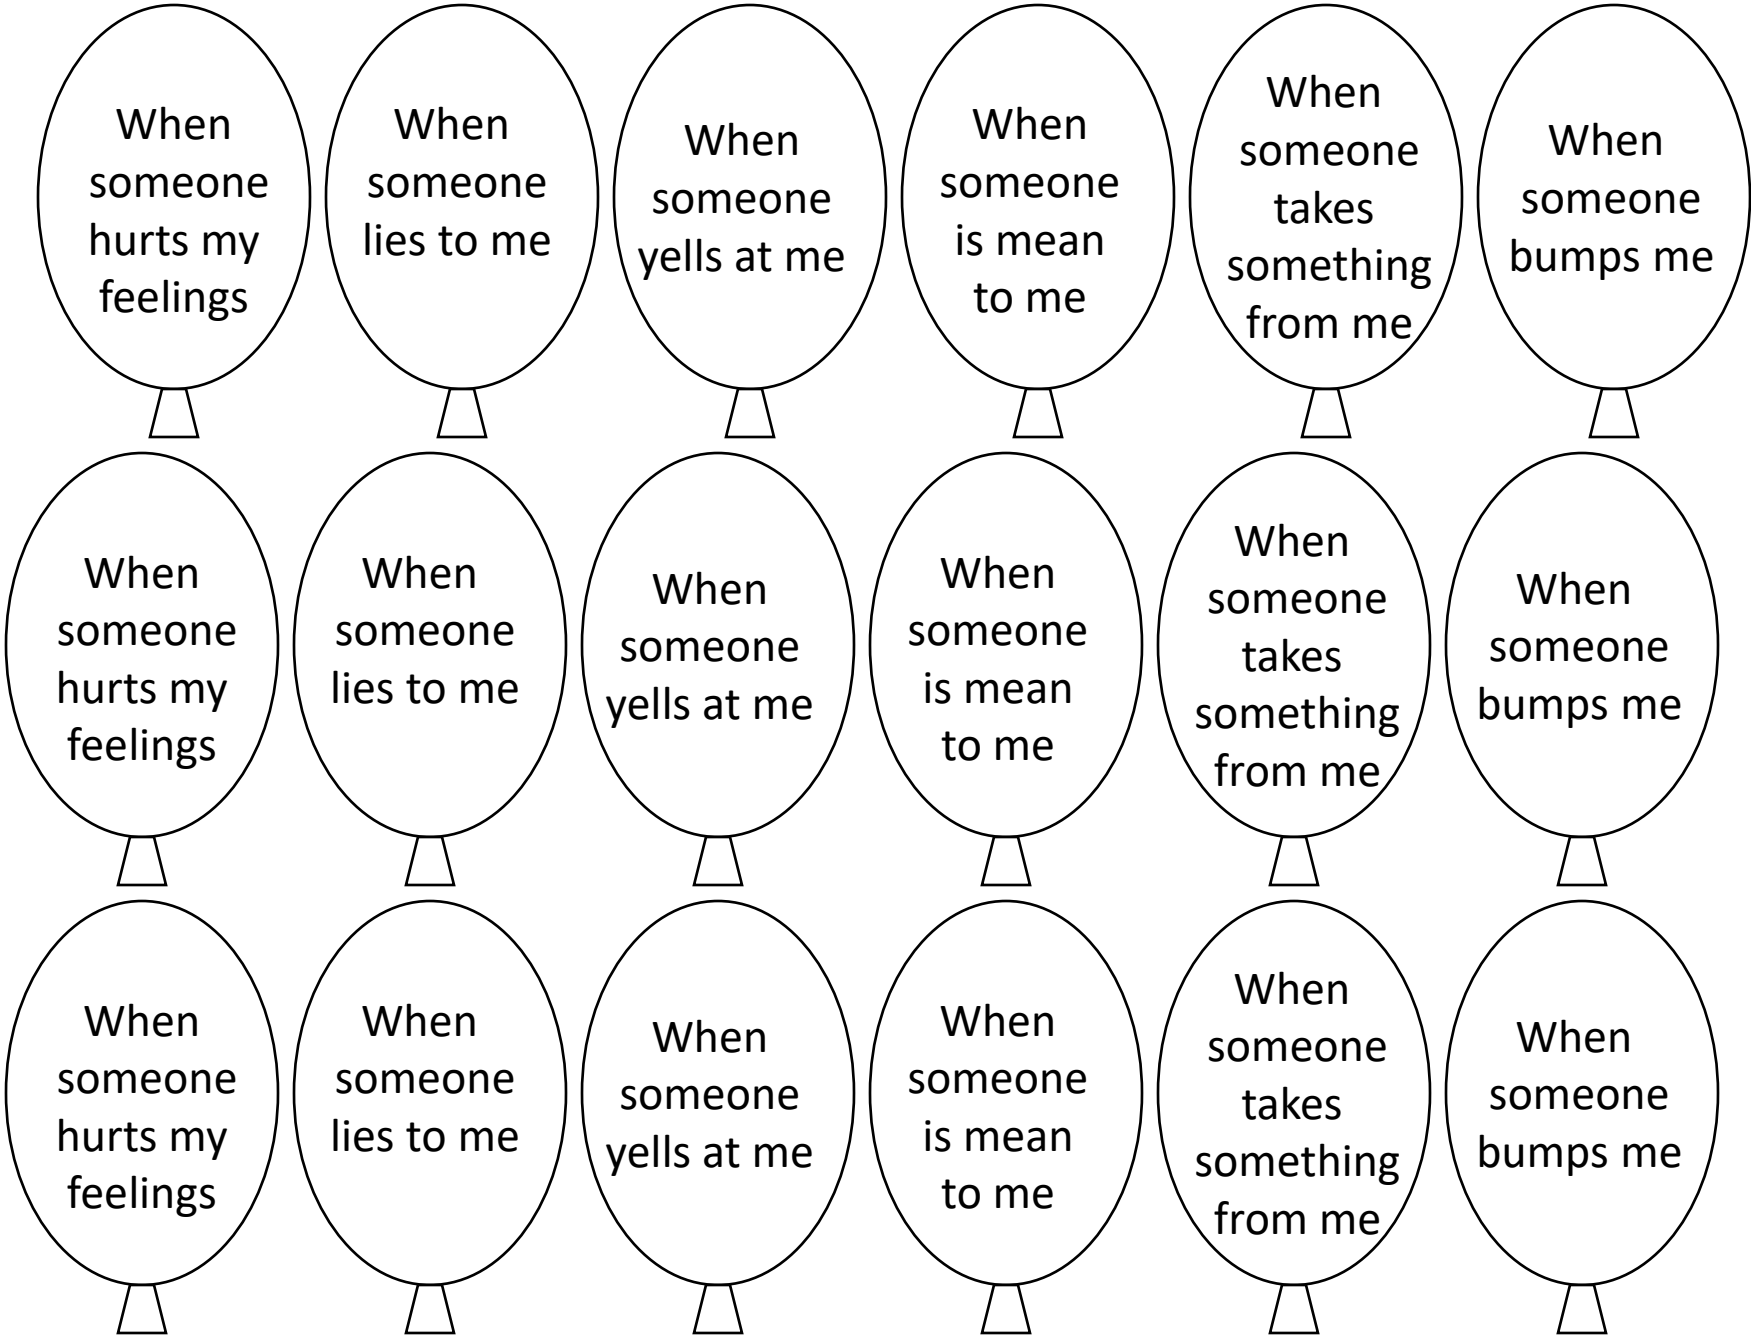 When
someone
hurts my
feelings
When
someone
lies to me
When
someone
yells at me
When
someone
is mean
to me
When
someone
takes
something
from me
When
someone
bumps me
When
someone
hurts my
feelings
When
someone
lies to me
When
someone
yells at me
When
someone
is mean
to me
When
someone
takes
something
from me
When
someone
bumps me
When
someone
hurts my
feelings
When
someone
lies to me
When
someone
yells at me
When
someone
is mean
to me
When
someone
takes
something
from me
When
someone
bumps me